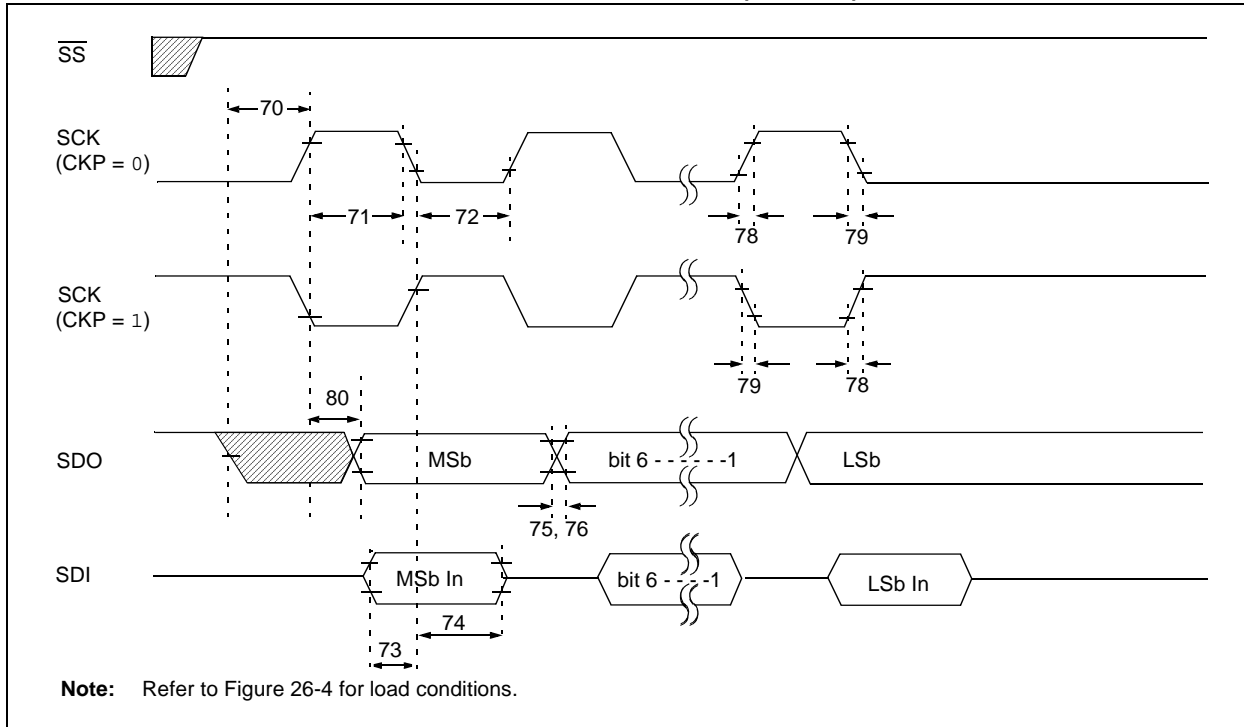 SS
70
SCK
(CKP = 0)
71
72
78
79
SCK
(CKP = 1)
79
78
80
SDO
MSb
bit 6 - - - - - -1
LSb
75, 76
SDI
MSb In
bit 6 - - - - -1
LSb In
74
73
Note: Refer to Figure 26-4 for load conditions.